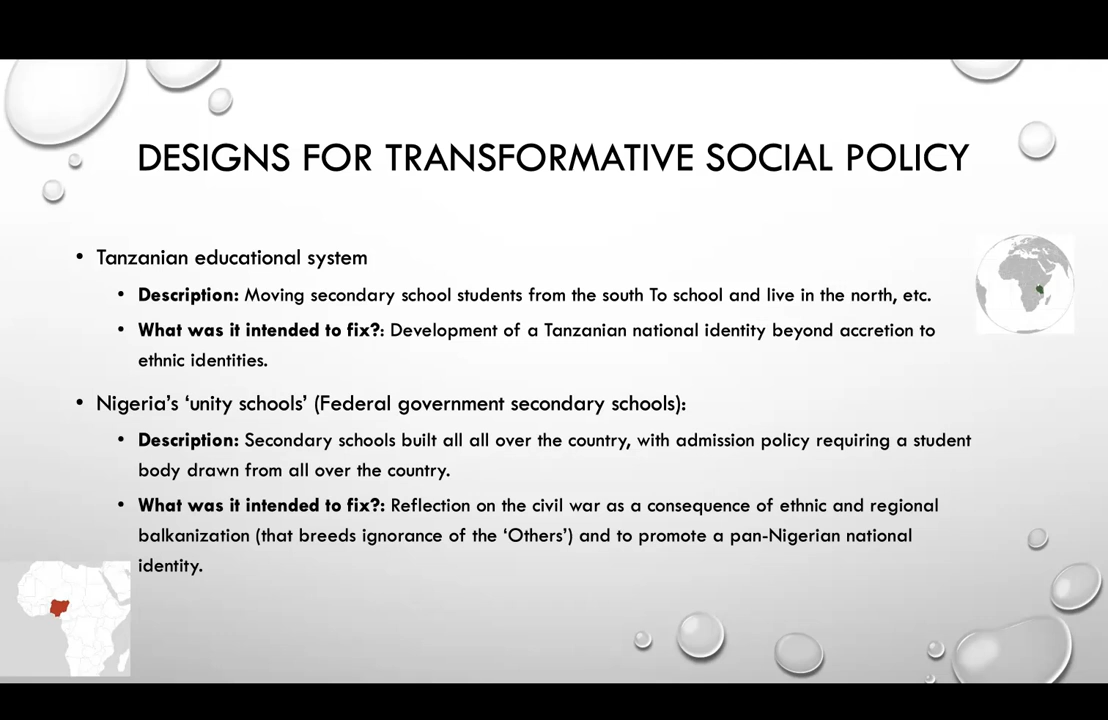 DESIGNS FOR TRANSFORMATIVE SOCIAL POLICY
• Tanzanian educational system
• Description: Moving secondary school students from the south To school and live in the north, etc.
• What was it intended to fix?: Development of a Tanzanian national identity beyond accretion to
ethnic identities.
• Nigeria’s ‘unity schools’ (Federal government secondary schools):
• Description: Secondary schools built all all over the country, with admission policy requiring a student
body drawn from all over the country.
• What was it intended to fix?: Reflection on the civil war as a consequence of ethnic and regional
balkanization (that breeds ignorance of the ‘Others’) and to promote a pan-Nigerian national
identity.